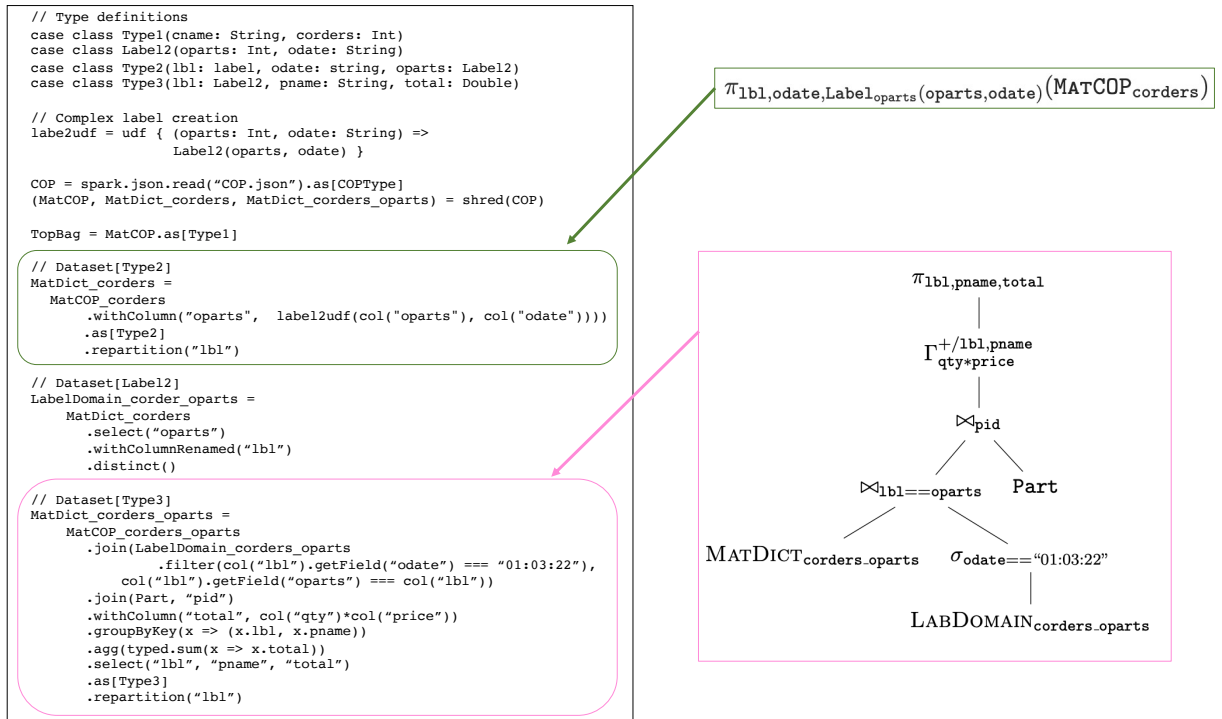 // Type definitions
case class Type1(cname: String, corders: Int)
case class Label2(oparts: Int, odate: String)
case class Type2(lbl: label, odate: string, oparts: Label2)
case class Type3(lbl: Label2, pname: String, total: Double)
// Complex label creation
labe2udf = udf { (oparts: Int, odate: String) =>
Label2(oparts, odate) }
COP = spark.json.read(“COP.json”).as[COPType]
(MatCOP, MatDict_corders, MatDict_corders_oparts) = shred(COP)
TopBag = MatCOP.as[Type1]
// Dataset[Type2]
MatDict_corders =
MatCOP_corders
.withColumn(”oparts", label2udf(col("oparts"), col("odate"))))
.as[Type2]
.repartition(”lbl”)
// Dataset[Label2]
LabelDomain_corder_oparts =
MatDict_corders
.select(“oparts”)
.withColumnRenamed(“lbl”)
.distinct()
// Dataset[Type3]
MatDict_corders_oparts =
MatCOP_corders_oparts
.join(LabelDomain_corders_oparts
.filter(col(“lbl”).getField(“odate”) === “01:03:22”),
col(“lbl”).getField(“oparts”) === col(“lbl”))
.join(Part, “pid”)
.withColumn(“total”, col(“qty”)*col(“price”))
.groupByKey(x => (x.lbl, x.pname))
.agg(typed.sum(x => x.total))
.select(“lbl”, “pname”, “total”)
.as[Type3]
.repartition(“lbl”)
π lbl,odate,Label oparts (oparts,odate) (MATCOP corders)
π lbl,pname,total
Γ +/lbl,pname qty*price
⋈ pid
⋈ lbl==oparts Part
MATDICT corders_oparts σ odate==“01:03:22”
LABDOMAIN corders_oparts